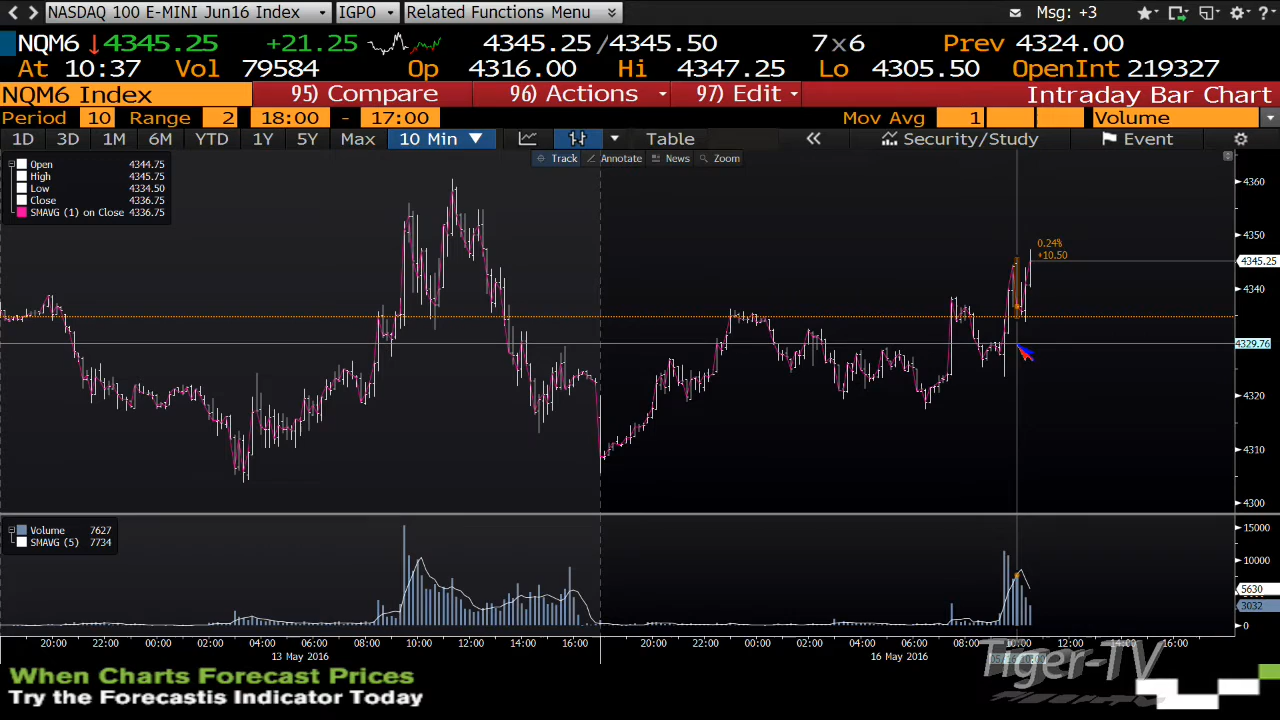 NASDAQ 100 E-MINI Jun16 Index IGPO Related Functions Menu Msg: +3
NQM6 4345.25 +21.25 4345.25/4345.50 7x6 Prev 4324.00
At 10:37 Vol 79584 Op 4316.00 Hi 4347.25 Lo 4305.50 OpenInt 219327
NQM6 Index 95) Compare 96) Actions 97) Edit Intraday Bar Chart
Period 10 Range 2 18:00 - 17:00 Mov Avg 1 Volume
1D 3D 1M 6M YTD 1Y 5Y Max 10 Min Table Security/Study Event
Track Annotate News Zoom
Open 4344.75
High 4345.75
Low 4334.50
Close 4336.75
SMAVG (1) on Close 4336.75
4360
4350
0.24%
+10.50
4345.25
4340
4329.76
4320
4310
4300
Volume 7627
SMAVG (5) 7734
15000
10000
5630
3032
0
20:00 00:00 02:00 04:00 06:00 08:00 10:00 12:00 14:00 16:00 20:00 00:00 02:00 04:00 06:00 08:00 10:00 12:00 14:00 16:00
13 May 2016 16 May 2016
When Charts Forecast Prices
Try the Forecastis Indicator Today
Tiger-TV